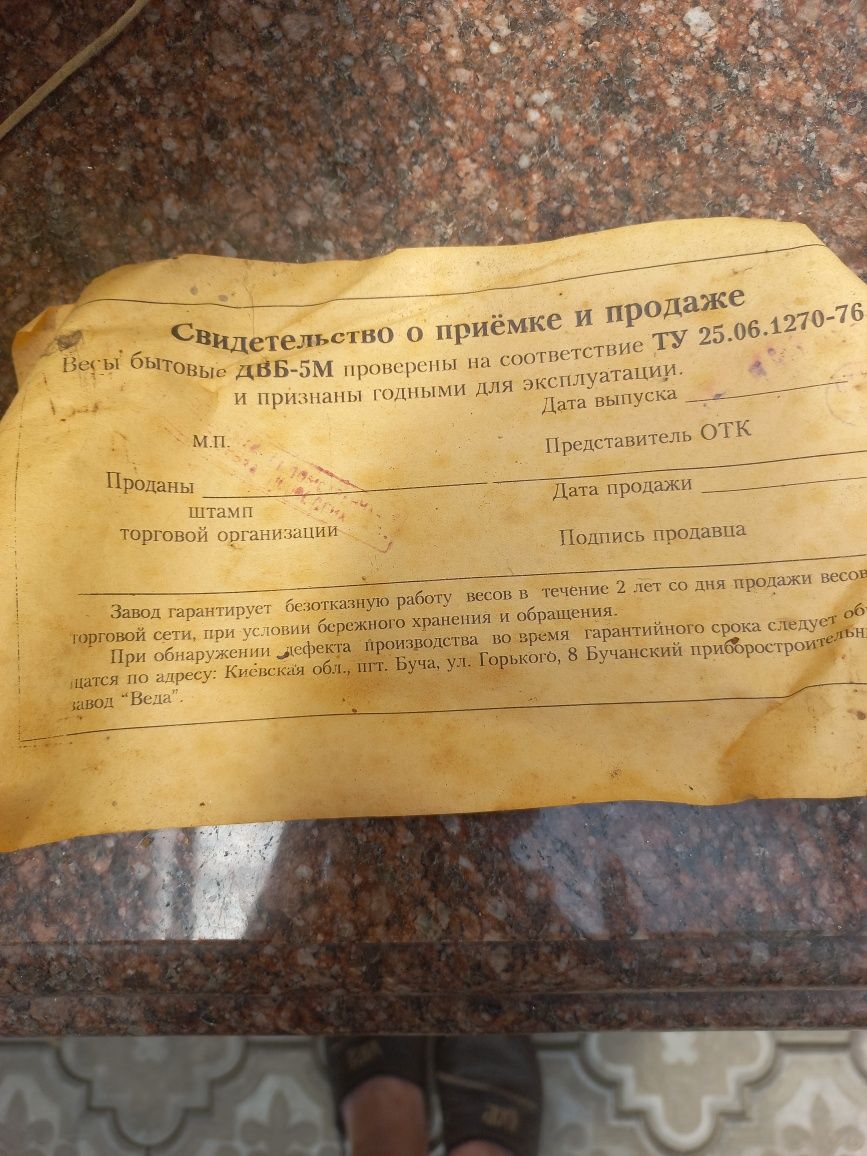 Свидетельство о приёмке и продаже
Весы бытовые ДВБ-5М проверены на соответствие ТУ 25.06.1270-76
и признаны годными для эксплуатации.
Дата выпуска
М.П.
Представитель ОТК
Проданы
Дата продажи
штамп
торговой организации
Подпись продавца
Завод гарантирует безотказную работу весов в течение 2 лет со дня продажи весов
торговой сети, при условии бережного хранения и обращения.
При обнаружении дефекта производства во время гарантийного срока следует об
щатся по адресу: Киевская обл., пгт. Буча, ул. Горького, 8 Бучанский приборостроительн
завод "Веда".